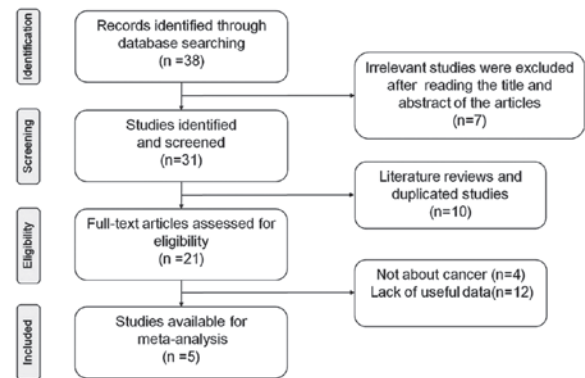 Identification
Records identified through
database searching
(n =38)
Irrelevant studies were excluded
after reading the title and
abstract of the articles
(n=7)
Screening
Studies identified
and screened
(n=31)
Literature reviews and
duplicated studies
(n=10)
Eligibility
Full-text articles assessed for
eligibility
(n =21)
Not about cancer (n=4)
Lack of useful data(n=12)
Included
Studies available for
meta-analysis
(n =5)